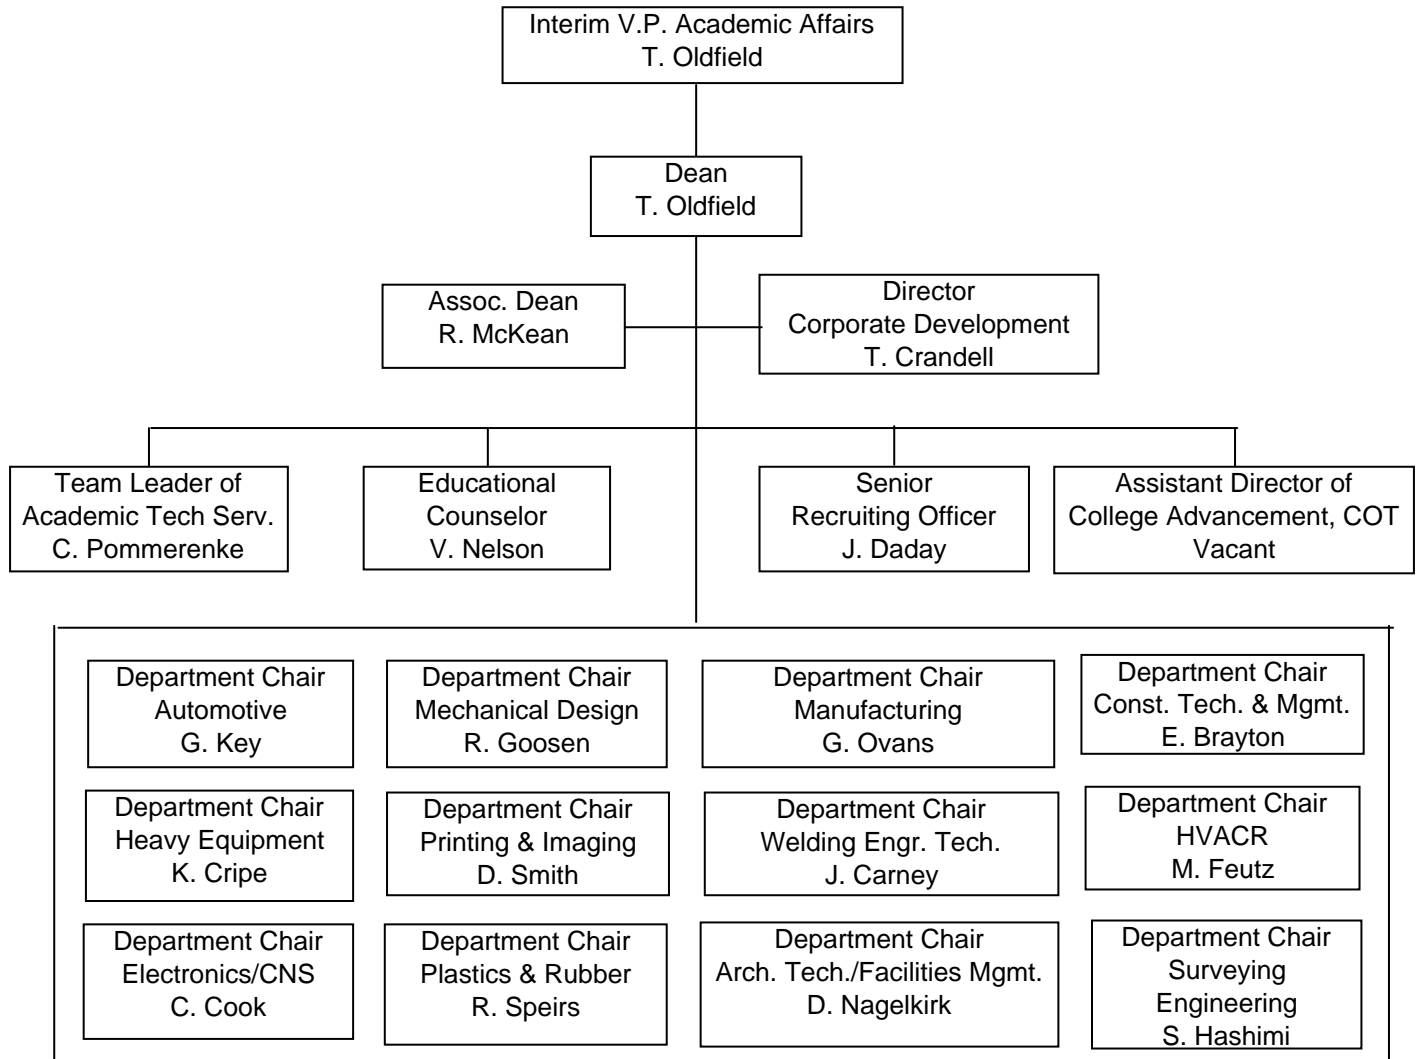 Interim V.P. Academic Affairs
T. Oldfield
Dean
T. Oldfield
Assoc. Dean
R. McKean
Director
Corporate Development
T. Crandell
Team Leader of
Academic Tech Serv.
C. Pommerenke
Educational
Counselor
V. Nelson
Senior
Recruiting Officer
J. Daday
Assistant Director of
College Advancement, COT
Vacant
Department Chair
Automotive
G. Key
Department Chair
Mechanical Design
R. Goosen
Department Chair
Manufacturing
G. Ovans
Department Chair
Const. Tech. & Mgmt.
E. Brayton
Department Chair
Heavy Equipment
K. Cripe
Department Chair
Printing & Imaging
D. Smith
Department Chair
Welding Engr. Tech.
J. Carney
Department Chair
HVACR
M. Feutz
Department Chair
Electronics/CNS
C. Cook
Department Chair
Plastics & Rubber
R. Speirs
Department Chair
Arch. Tech./Facilities Mgmt.
D. Nagelkirk
Department Chair
Surveying
Engineering
S. Hashimi